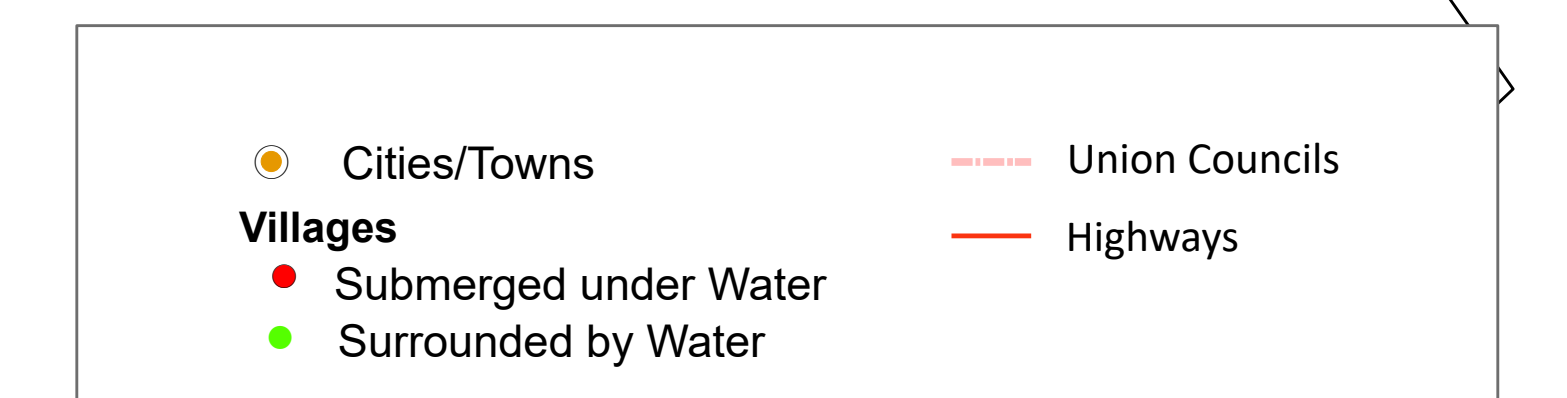 Cities/Towns
Villages
Submerged under Water
Surrounded by Water
Union Councils
Highways